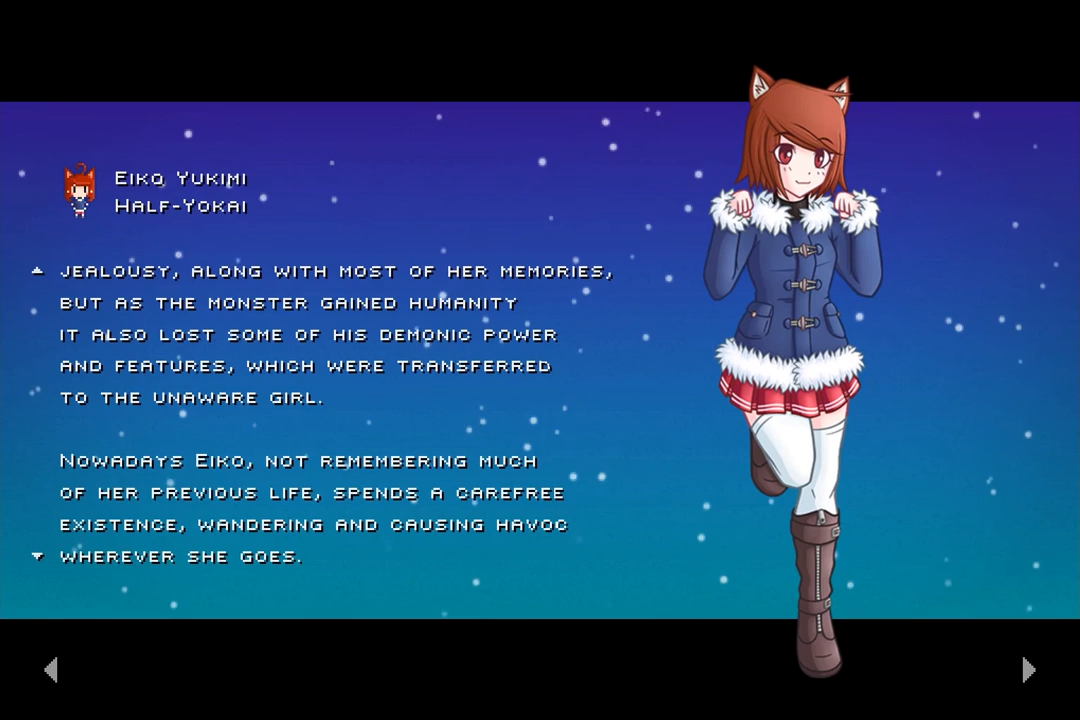 Eiko Yukimi
Half-Yokai
jealousy, along with most of her memories,
but as the monster gained humanity
it also lost some of his demonic power
and features, which were transferred
to the unaware girl.
Nowadays Eiko, not remembering much
of her previous life, spends a carefree
existence, wandering and causing havoc
wherever she goes.